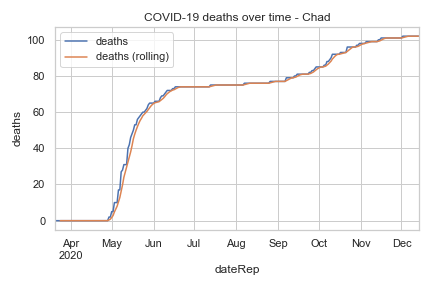 COVID-19 deaths over time - Chad
deaths
deaths (rolling)
deaths
100
80
60
40
20
0
Apr May Jun Jul Aug Sep Oct Nov Dec
2020
dateRep